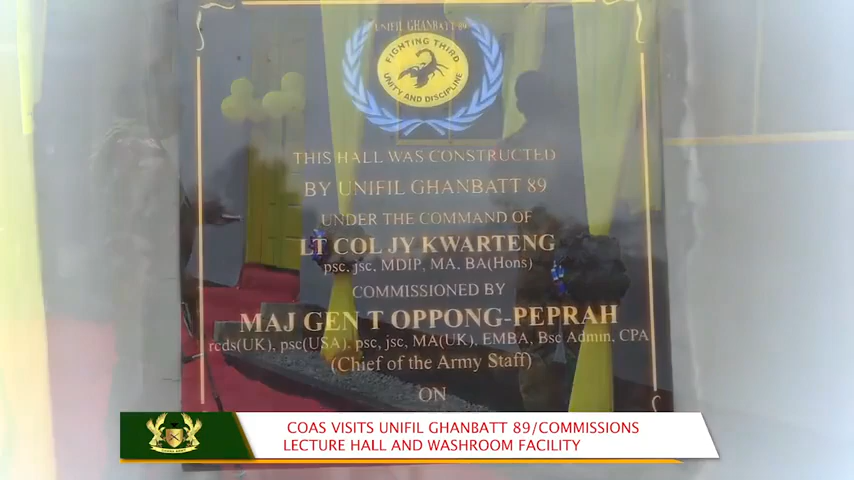 UNIFIL GHANBATT 89
FIGHTING THIRD
UNITY AND DISCIPLINE
THIS HALL WAS CONSTRUCTED
BY UNIFIL GHANBATT 89
UNDER THE COMMAND OF
LT COL JY KWARTENG
psc, jsc, MDIP, MA, BA(Hons)
COMMISSIONED BY
MAJ GEN T OPPONG-PEPRAH
rcds(UK), psc(USA), psc, jsc, MA(UK), EMBA, Bsc Admin, CPA
(Chief of the Army Staff)
ON
COAS VISITS UNIFIL GHANBATT 89/COMMISSIONS
LECTURE HALL AND WASHROOM FACILITY